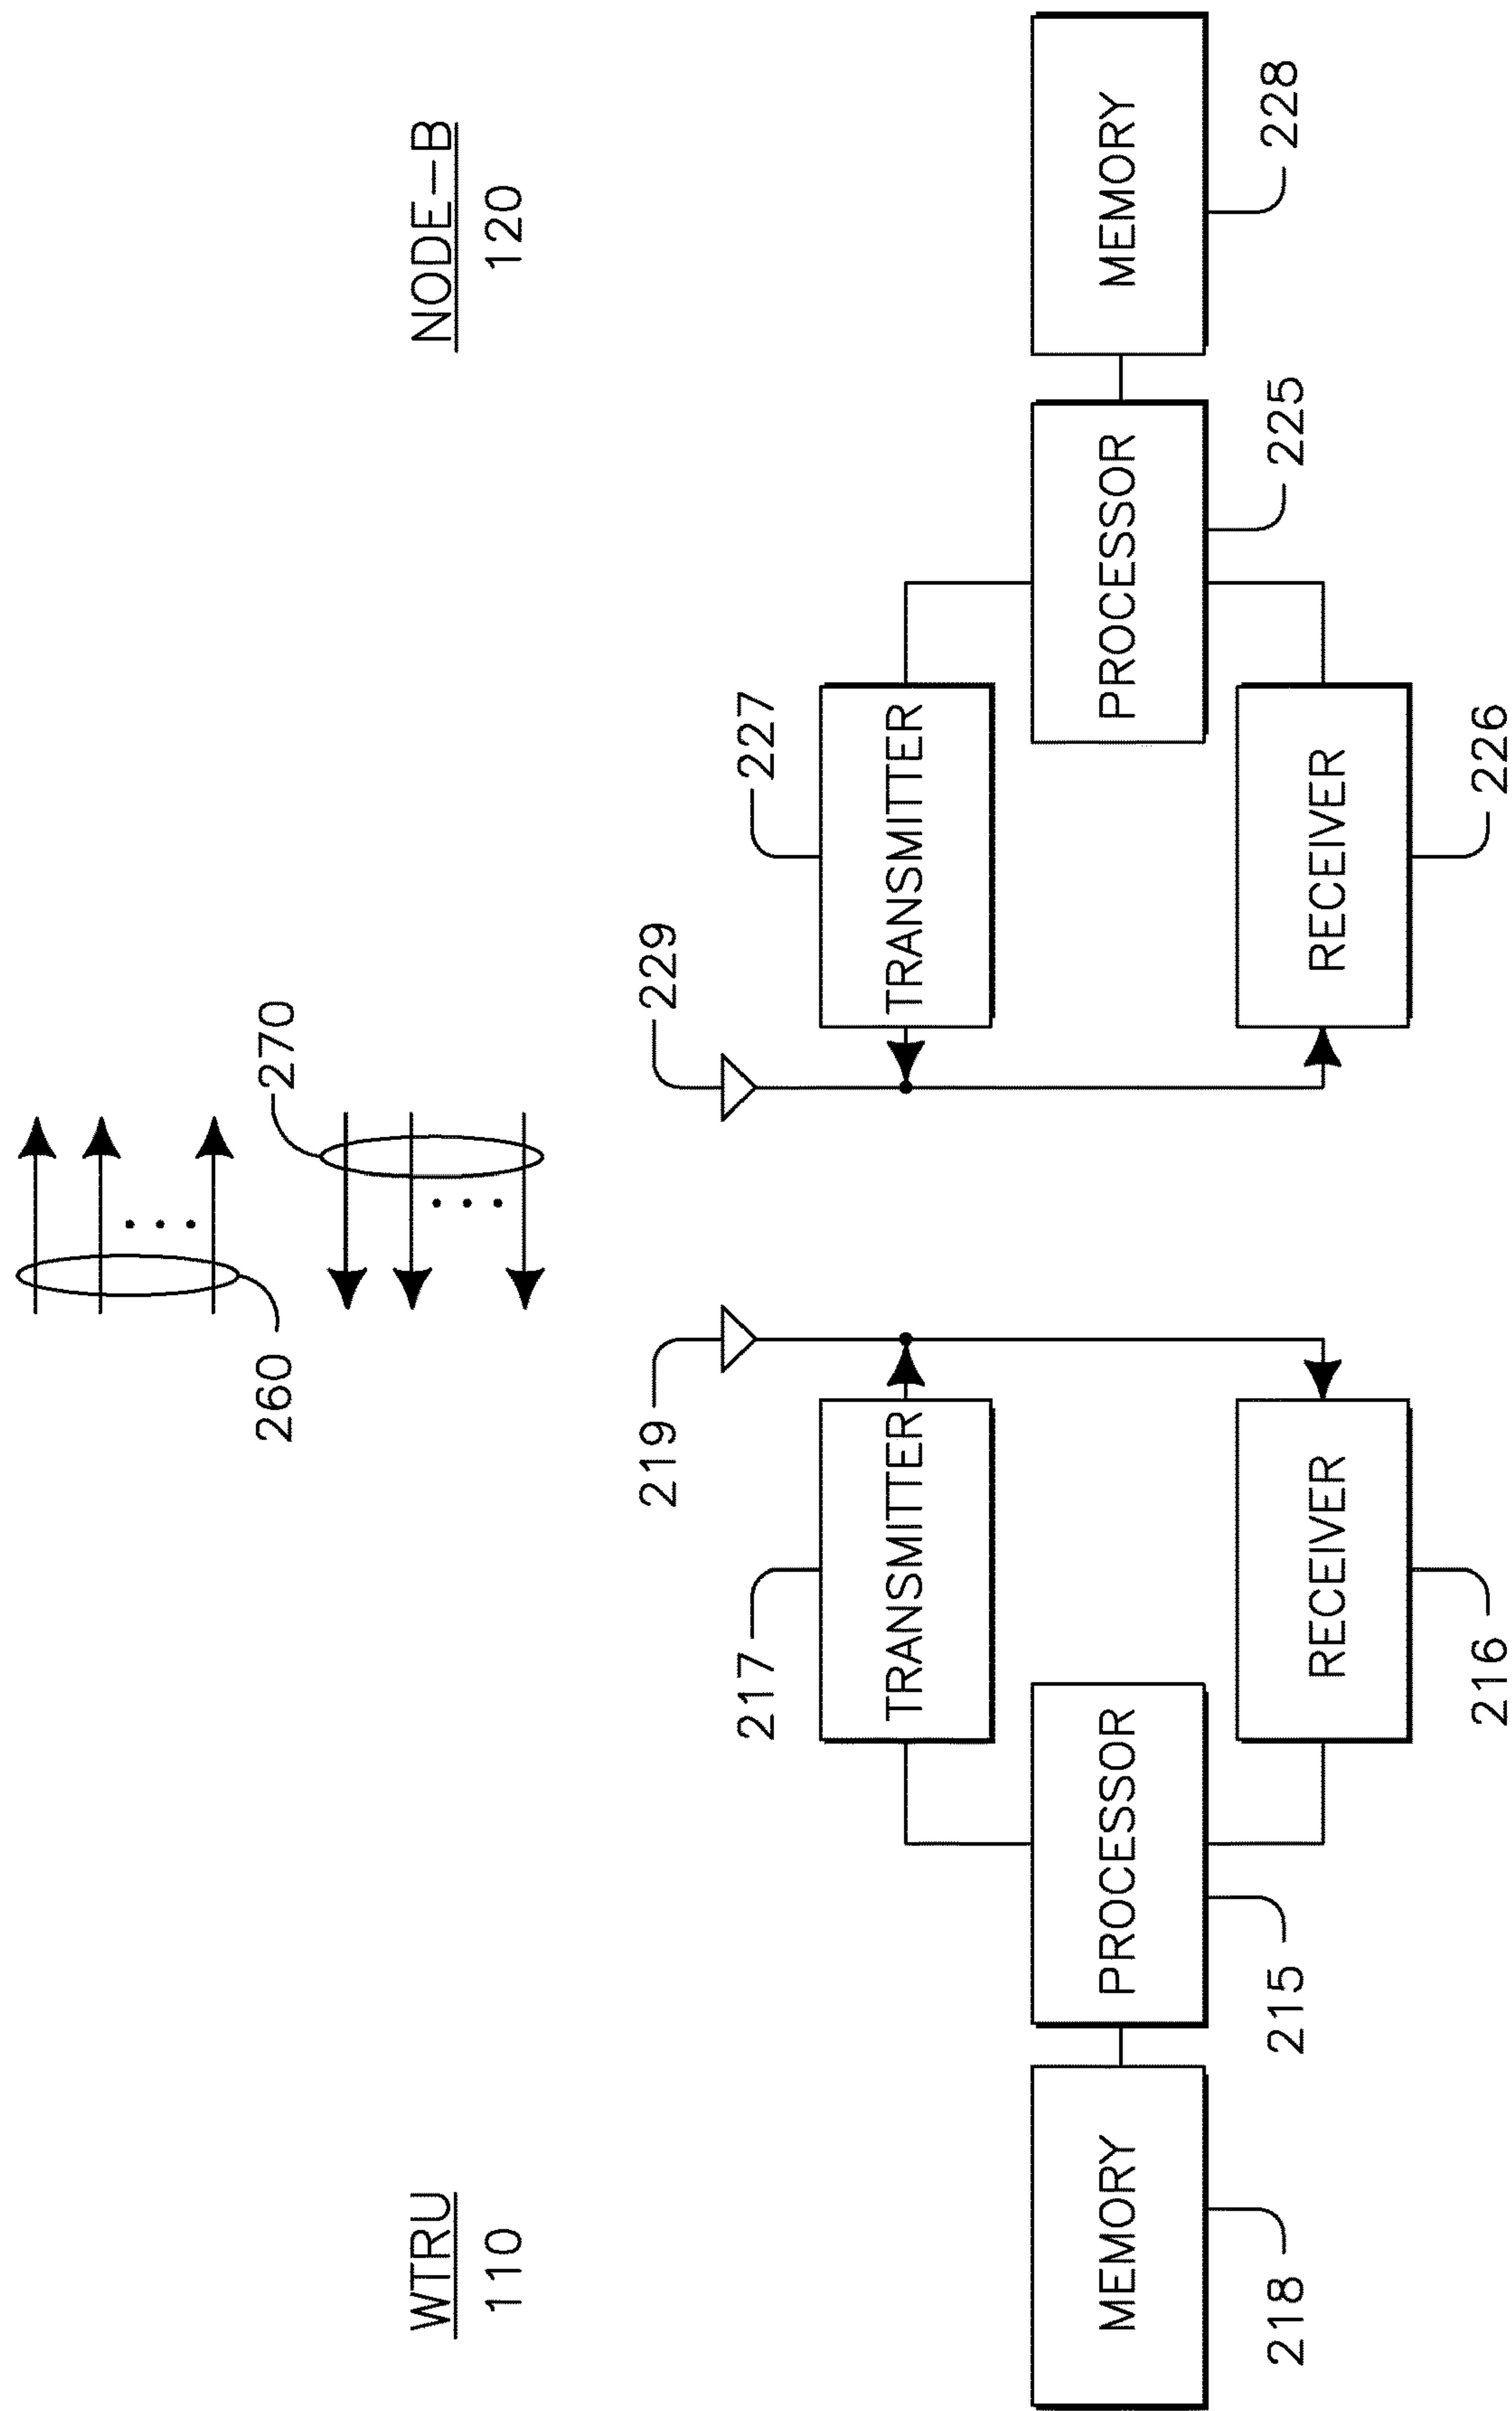 WTRU
110
NODE-B
120
260
270
219
229
217
227
TRANSMITTER
TRANSMITTER
MEMORY
PROCESSOR
PROCESSOR
MEMORY
218
215
225
228
RECEIVER
RECEIVER
216
226